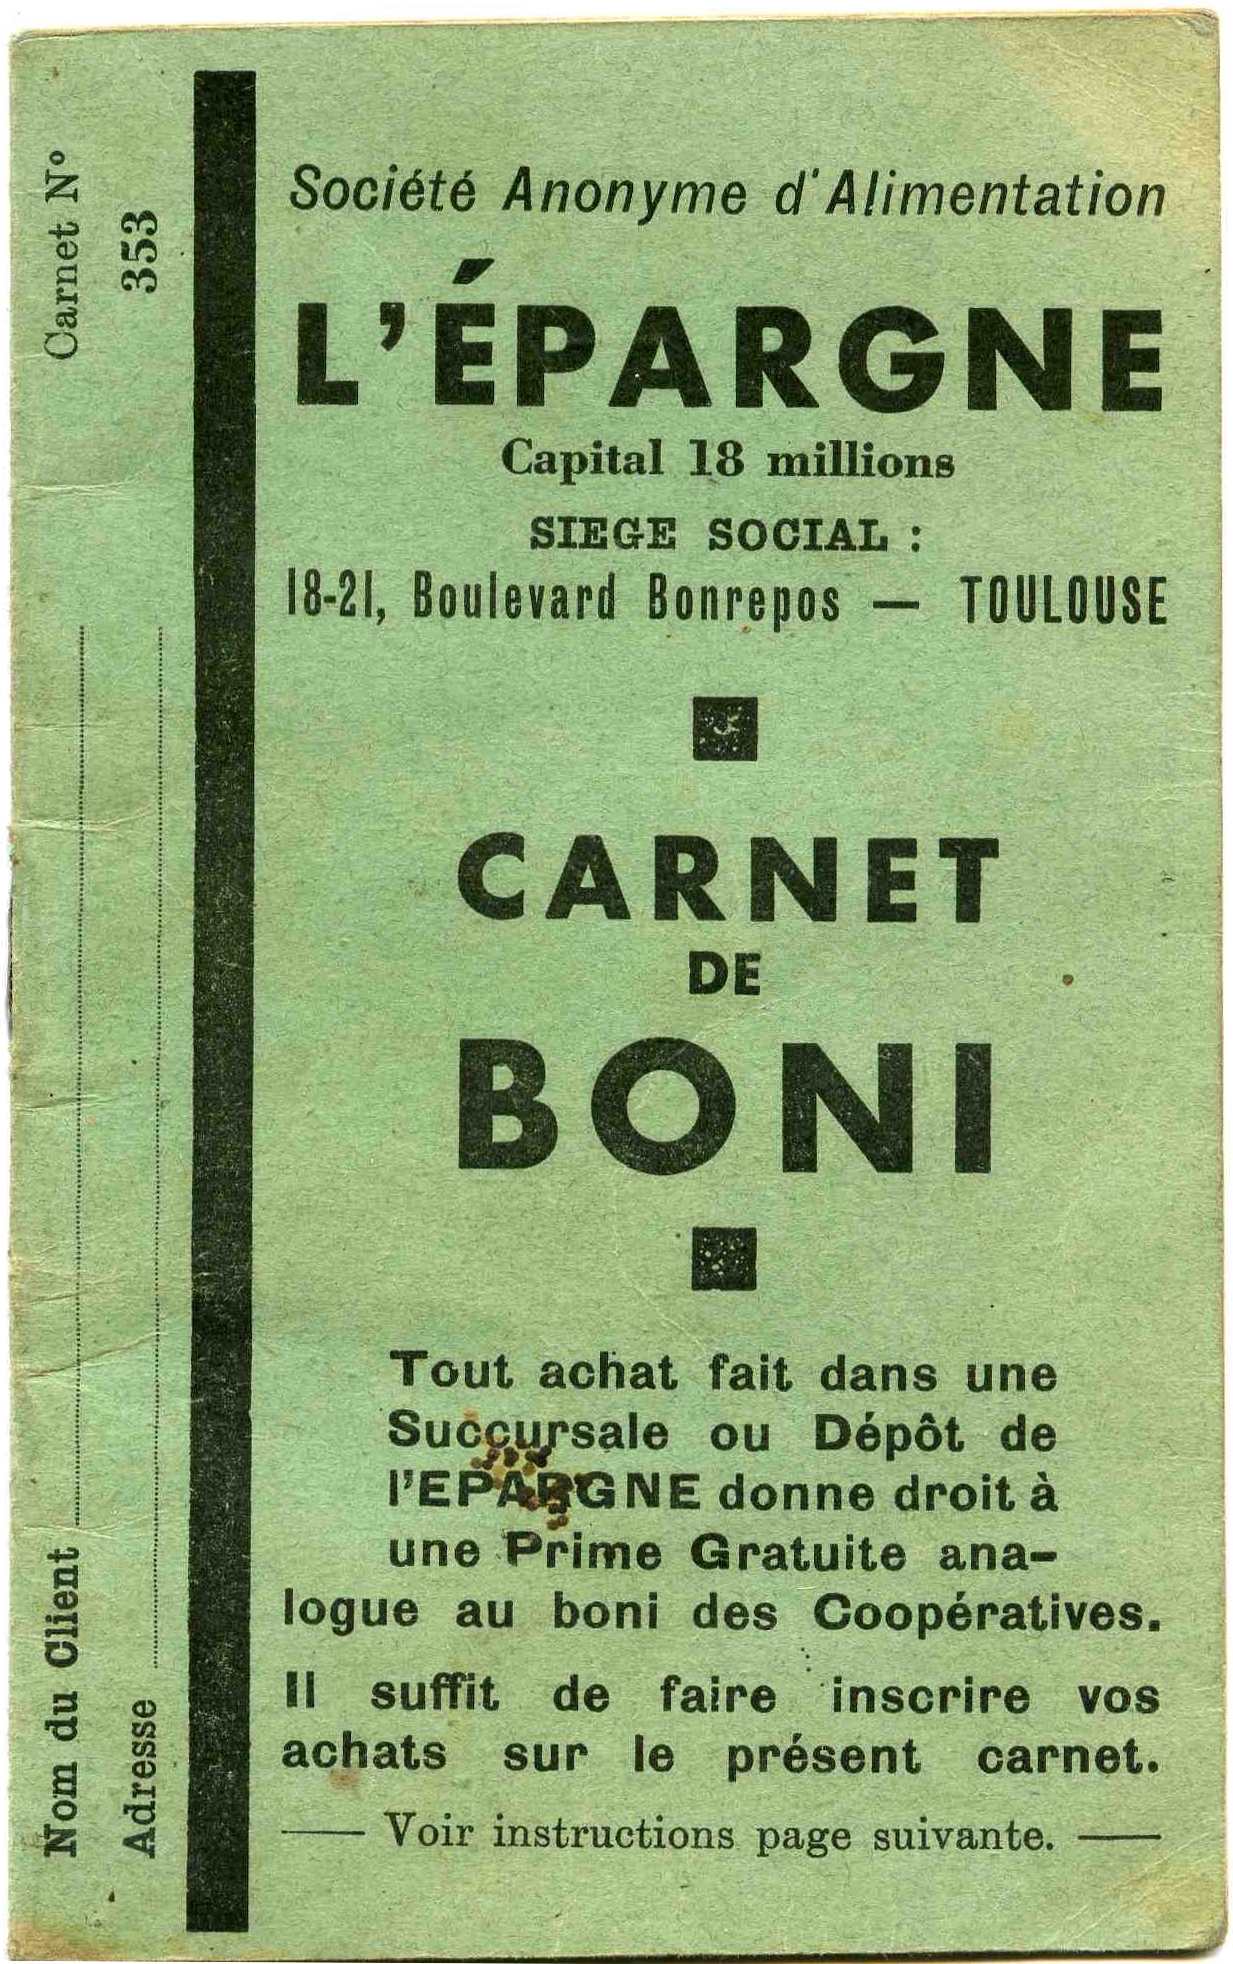 Carnet N°
353
Nom du Client
Adresse
Société Anonyme d'Alimentation
L'ÉPARGNE
Capital 18 millions
SIEGE SOCIAL :
18-21, Boulevard Bonrepos — TOULOUSE
CARNET
DE
BONI
Tout achat fait dans une
Succursale ou Dépôt de
l'EPARGNE donne droit à
une Prime Gratuite ana-
logue au boni des Coopératives.
Il suffit de faire inscrire vos
achats sur le présent carnet.
— Voir instructions page suivante. —